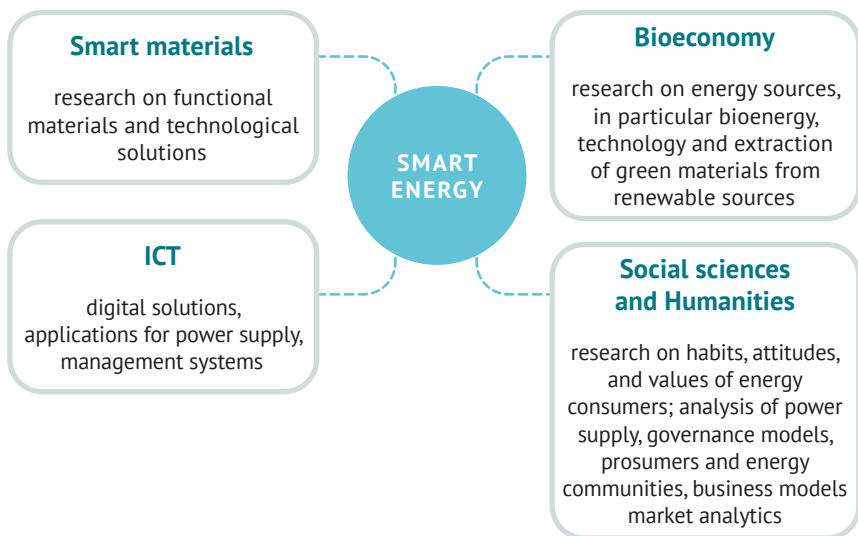 Smart materials
research on functional
materials and technological
solutions
ICT
digital solutions,
applications for power supply,
management systems
SMART
ENERGY
Bioeconomy
research on energy sources,
in particular bioenergy,
technology and extraction
of green materials from
renewable sources
Social sciences
and Humanities
research on habits, attitudes,
and values of energy
consumers; analysis of power
supply, governance models,
prosumers and energy
communities, business models
market analytics